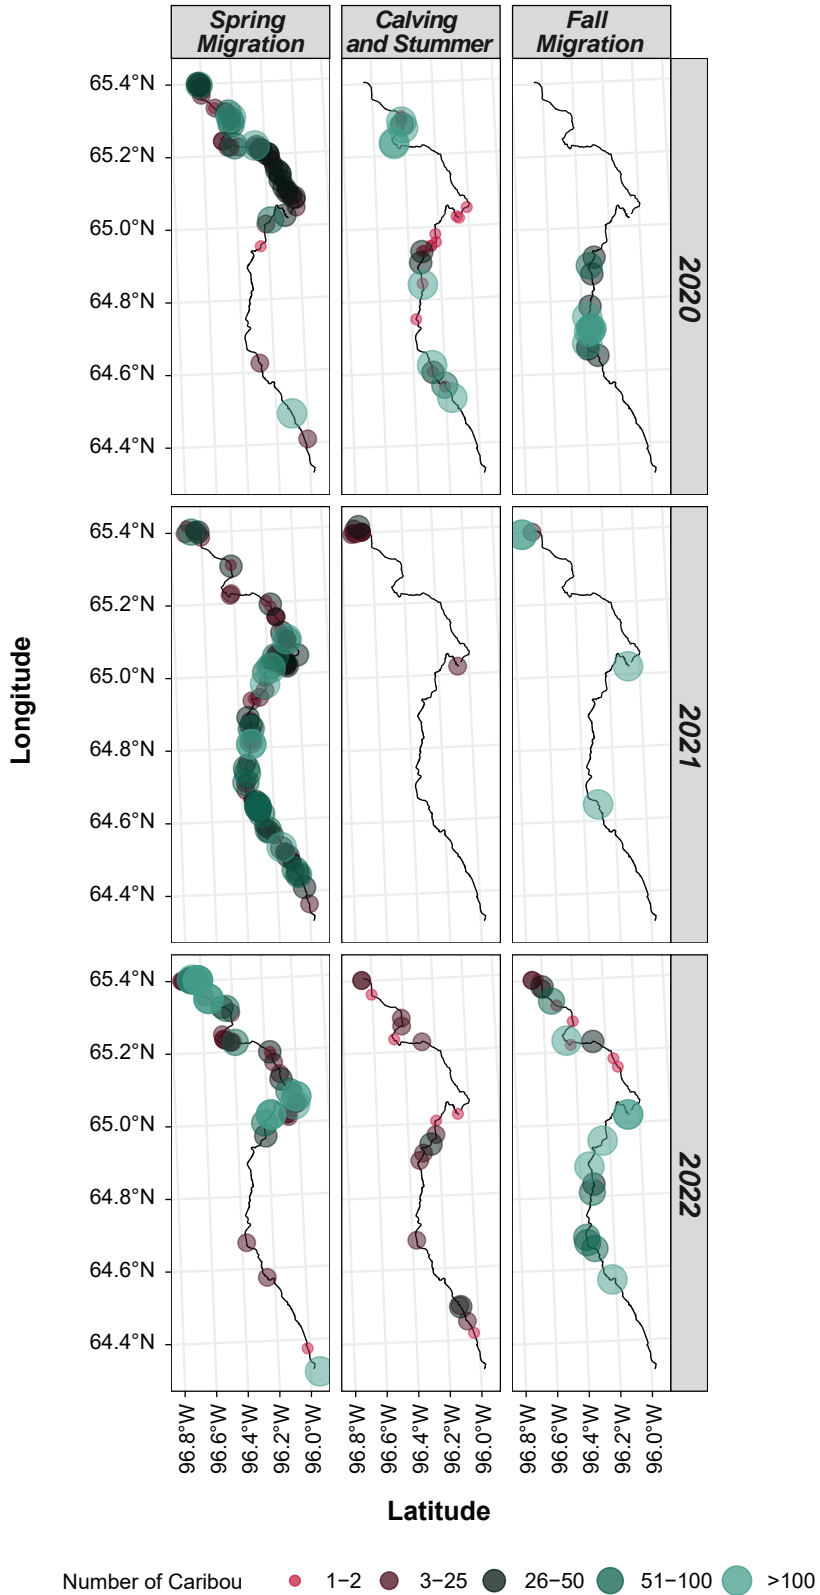 Spring Migration
Calving and Stummer
Fall Migration
65.4°N
65.2°N
65.0°N
64.8°N
64.6°N
64.4°N
2020
65.4°N
65.2°N
65.0°N
64.8°N
64.6°N
64.4°N
2021
65.4°N
65.2°N
65.0°N
64.8°N
64.6°N
64.4°N
2022
Longitude
96.8°W
96.6°W
96.4°W
96.2°W
96.0°W
96.8°W
96.6°W
96.4°W
96.2°W
96.0°W
96.8°W
96.6°W
96.4°W
96.2°W
96.0°W
Latitude
Number of Caribou 1−2 3−25 26−50 51−100 >100